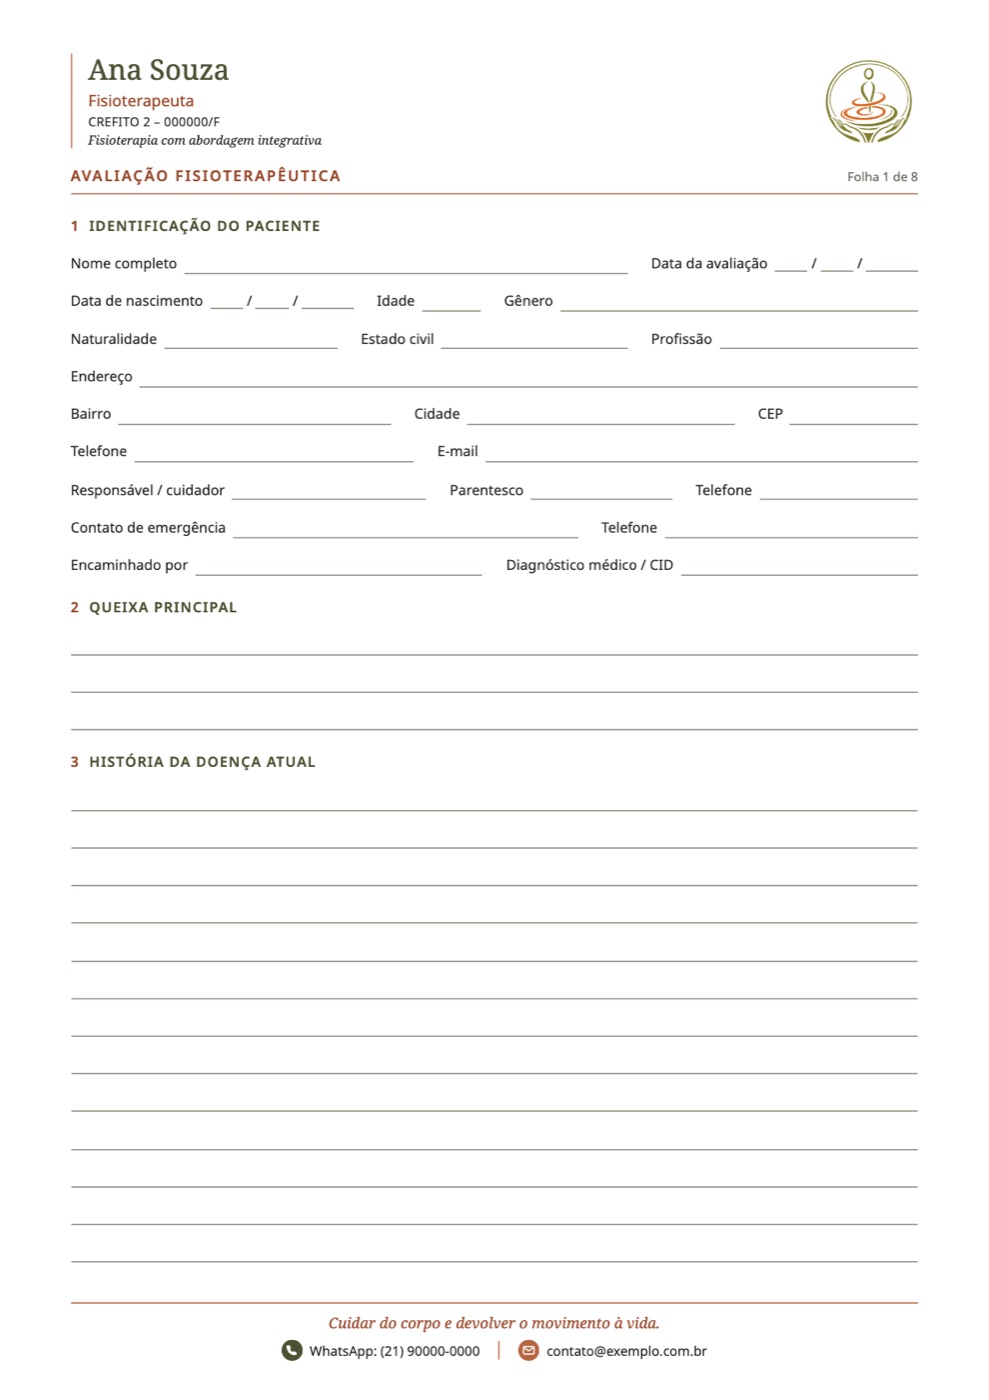 Ana Souza
Fisioterapeuta
CREFITO 2 – 000000/F
Fisioterapia com abordagem integrativa
AVALIAÇÃO FISIOTERAPÊUTICA Folha 1 de 8
1 IDENTIFICAÇÃO DO PACIENTE
Nome completo Data da avaliação / /
Data de nascimento / / Idade Gênero
Naturalidade Estado civil Profissão
Endereço
Bairro Cidade CEP
Telefone E-mail
Responsável / cuidador Parentesco Telefone
Contato de emergência Telefone
Encaminhado por Diagnóstico médico / CID
2 QUEIXA PRINCIPAL
3 HISTÓRIA DA DOENÇA ATUAL
Cuidar do corpo e devolver o movimento à vida.
WhatsApp: (21) 90000-0000 | contato@exemplo.com.br